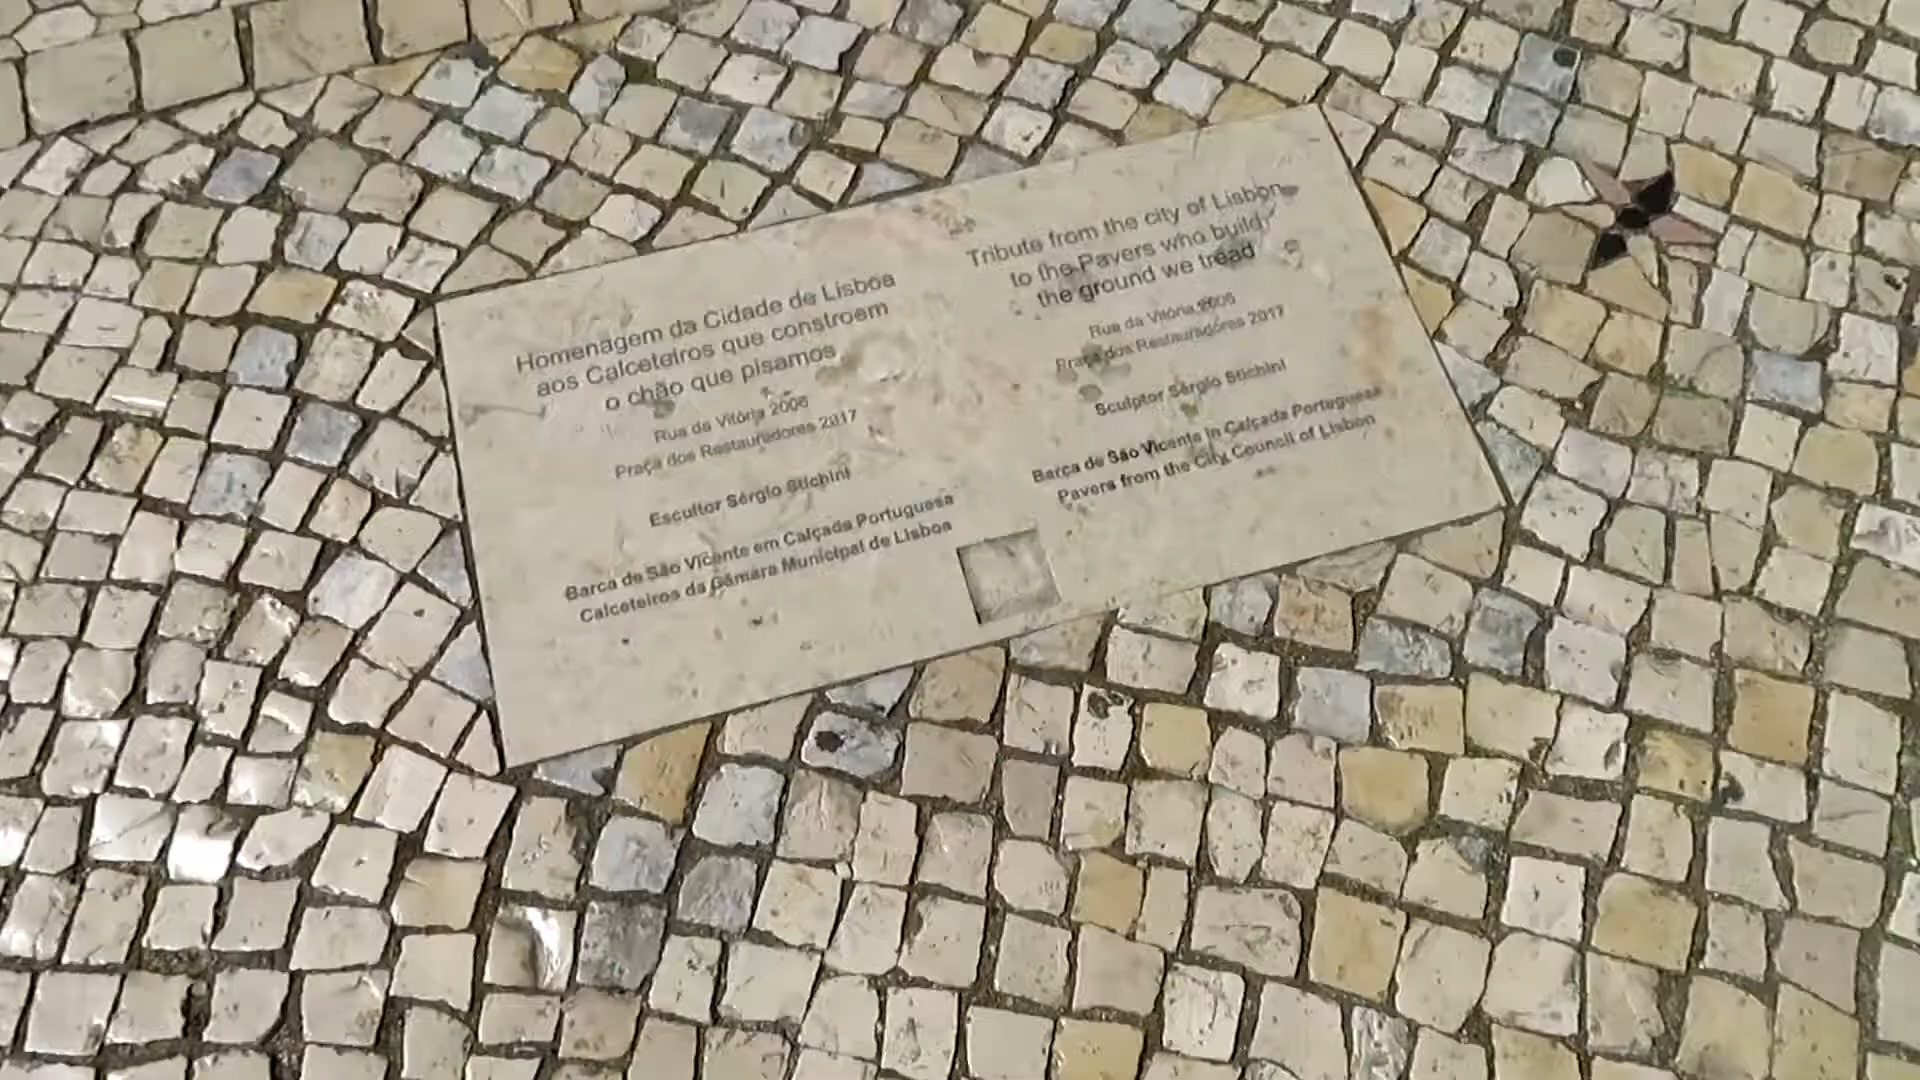 Homenagem da Cidade de Lisboa
aos Calceteiros que constroem
o chão que pisamos
Rua da Vitória 2006
Praça dos Restauradores 2017
Escultor Sérgio Stichini
Barca de São Vicente em Calçada Portuguesa
Calceteiros da Câmara Municipal de Lisboa
Tribute from the city of Lisbon
to the Pavers who build
the ground we tread
Rua da Vitória 2006
Praça dos Restauradores 2017
Sculptor Sérgio Stichini
Barca de São Vicente in Calçada Portuguesa
Pavers from the City Council of Lisbon